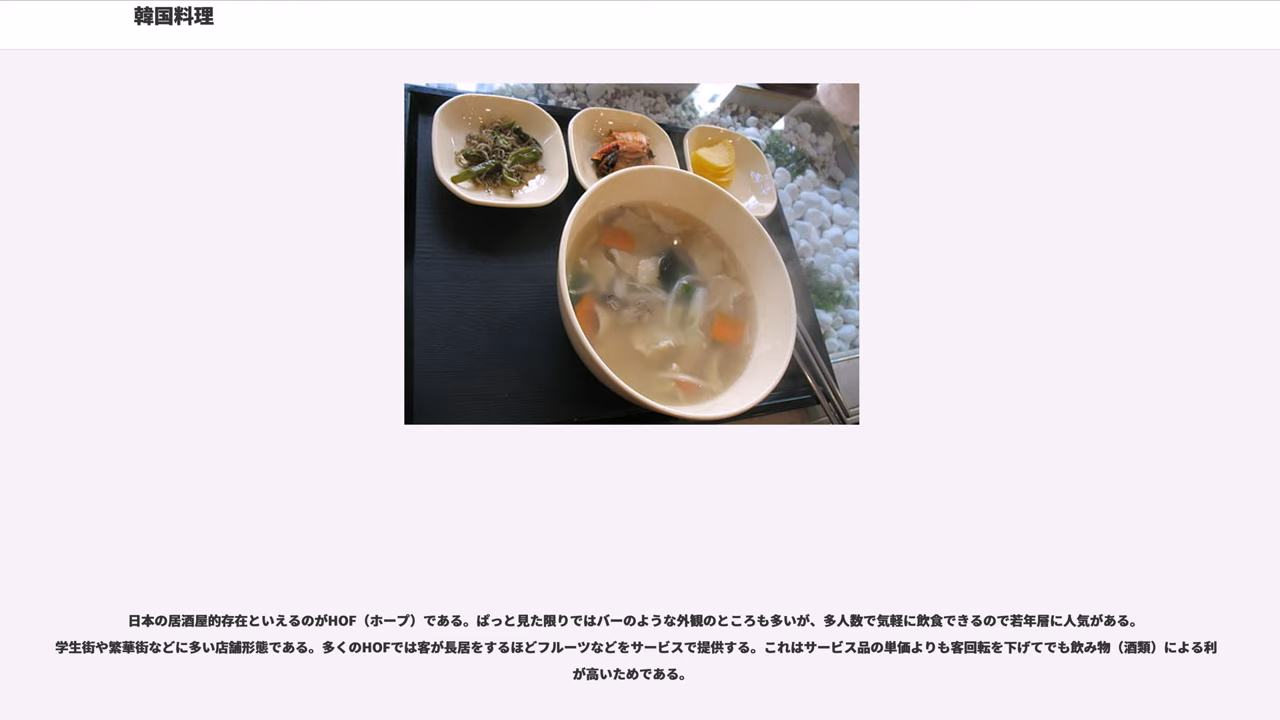 韓国料理
日本の居酒屋的存在といえるのがHOF（ホープ）である。ぱっと見た限りではバーのような外観のところも多いが、多人数で気軽に飲食できるので若年層に人気がある。
学生街や繁華街などに多い店舗形態である。多くのHOFでは客が長居をするほどフルーツなどをサービスで提供する。これはサービス品の単価よりも客回転を下げてでも飲み物（酒類）による利
が高いためである。